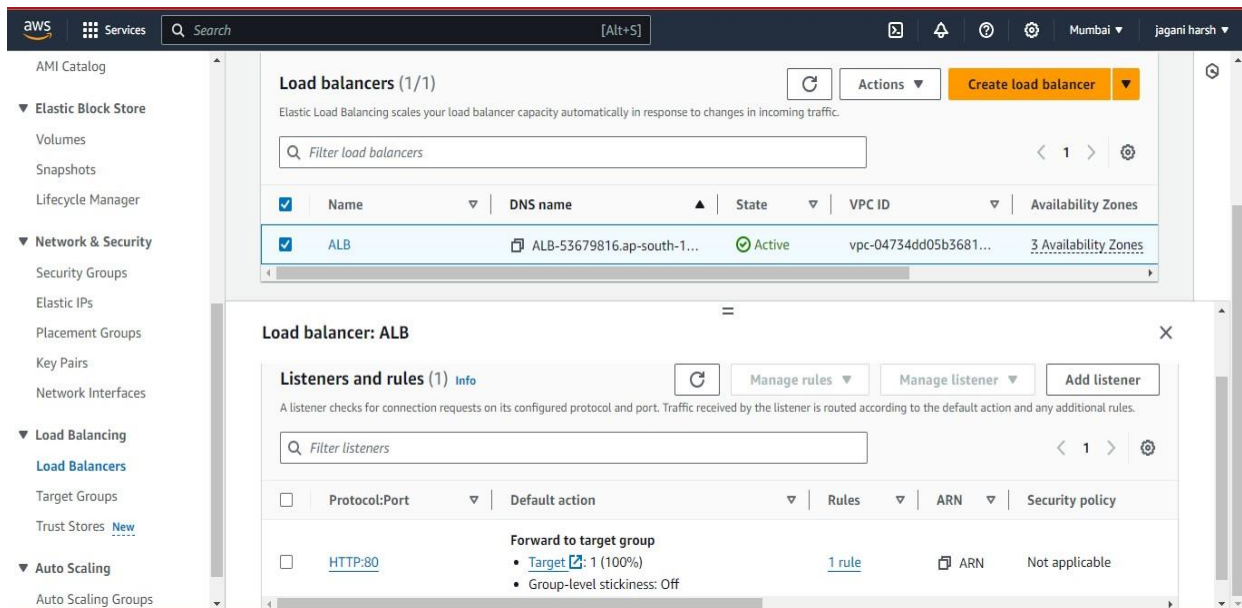 aws Services Search [Alt+S] Mumbai jagani harsh
AMI Catalog
Elastic Block Store
Volumes
Snapshots
Lifecycle Manager
Network & Security
Security Groups
Elastic IPs
Placement Groups
Key Pairs
Network Interfaces
Load Balancing
Load Balancers
Target Groups
Trust Stores New
Auto Scaling
Auto Scaling Groups
Load balancers (1/1) Actions Create load balancer
Elastic Load Balancing scales your load balancer capacity automatically in response to changes in incoming traffic.
Filter load balancers 1
Name DNS name State VPC ID Availability Zones
ALB ALB-53679816.ap-south-1... Active vpc-04734dd05b3681... 3 Availability Zones
Load balancer: ALB
Listeners and rules (1) Info Manage rules Manage listener Add listener
A listener checks for connection requests on its configured protocol and port. Traffic received by the listener is routed according to the default action and any additional rules.
Filter listeners 1
Protocol:Port Default action Rules ARN Security policy
Forward to target group
HTTP:80 • Target: 1 (100%) 1 rule ARN Not applicable
• Group-level stickiness: Off